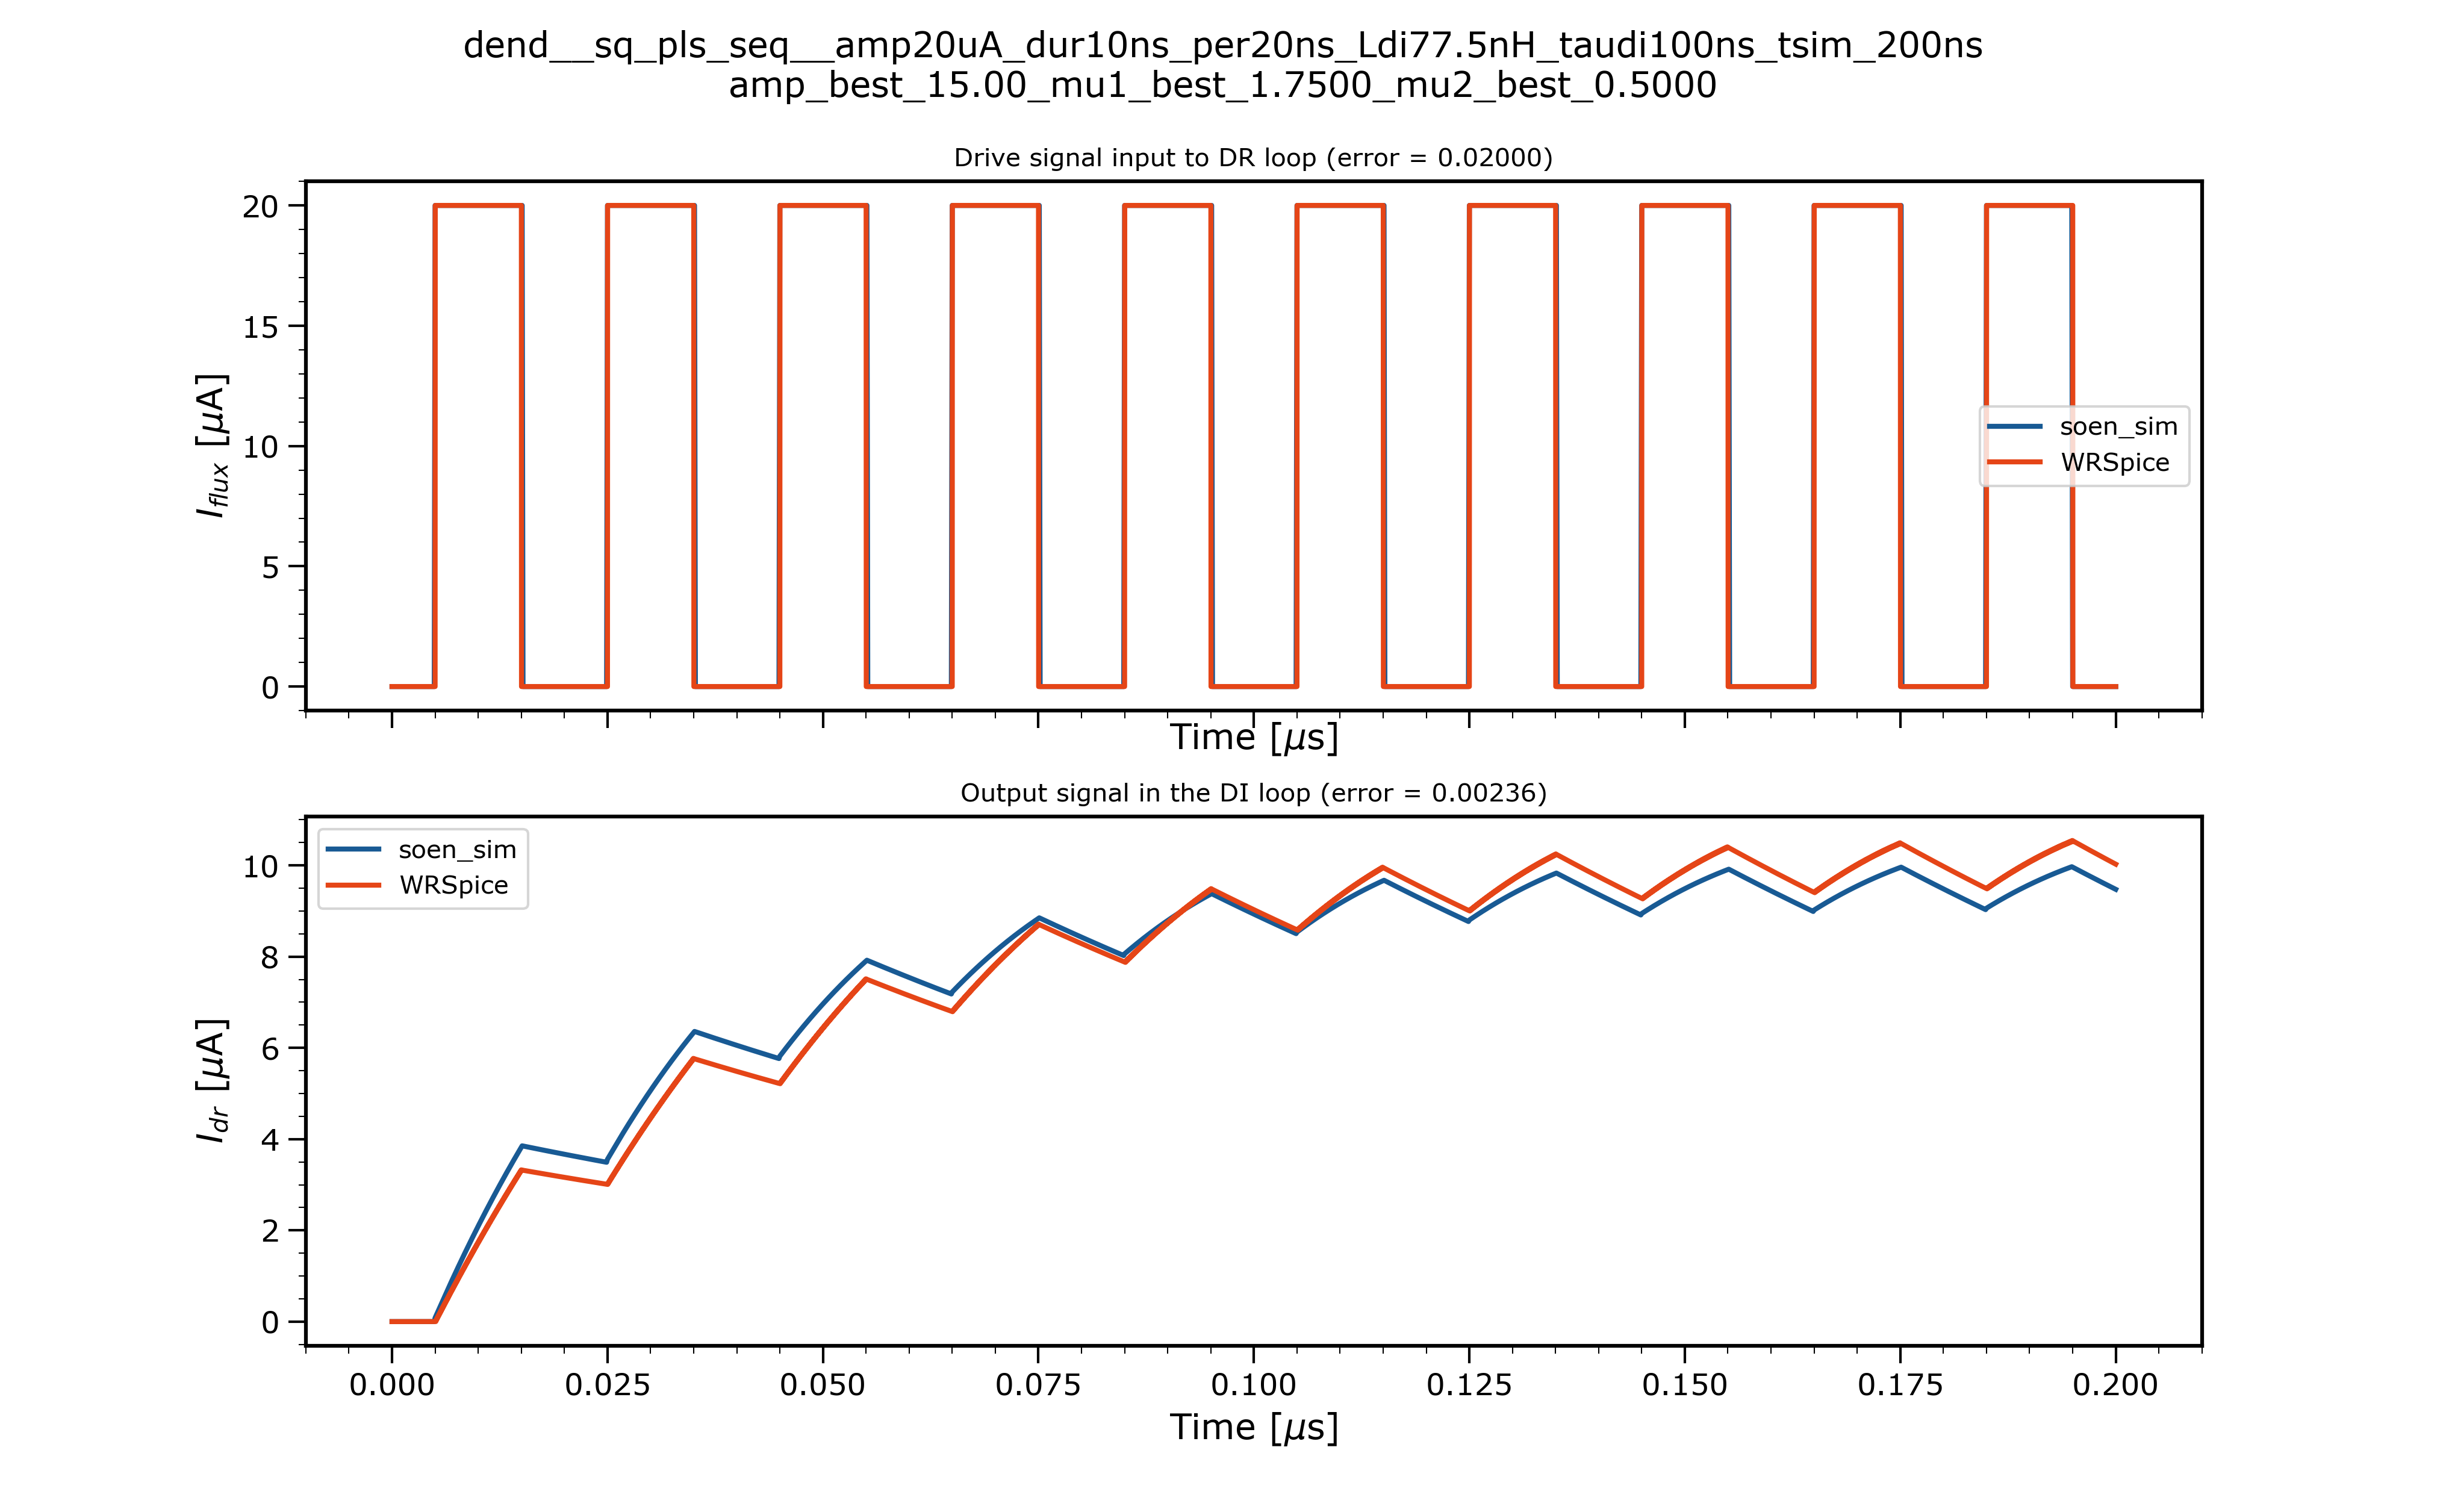 dend__sq_pls_seq__amp20uA_dur10ns_per20ns_Ldi77.5nH_taudi100ns_tsim_200ns
amp_best_15.00_mu1_best_1.7500_mu2_best_0.5000
Drive signal input to DR loop (error = 0.02000)
20
15
10
5
0
I_flux [μA]
soen_sim
WRSpice
Time [μs]
Output signal in the DI loop (error = 0.00236)
soen_sim
WRSpice
10
8
6
4
2
0
I_dr [μA]
0.000 0.025 0.050 0.075 0.100 0.125 0.150 0.175 0.200
Time [μs]